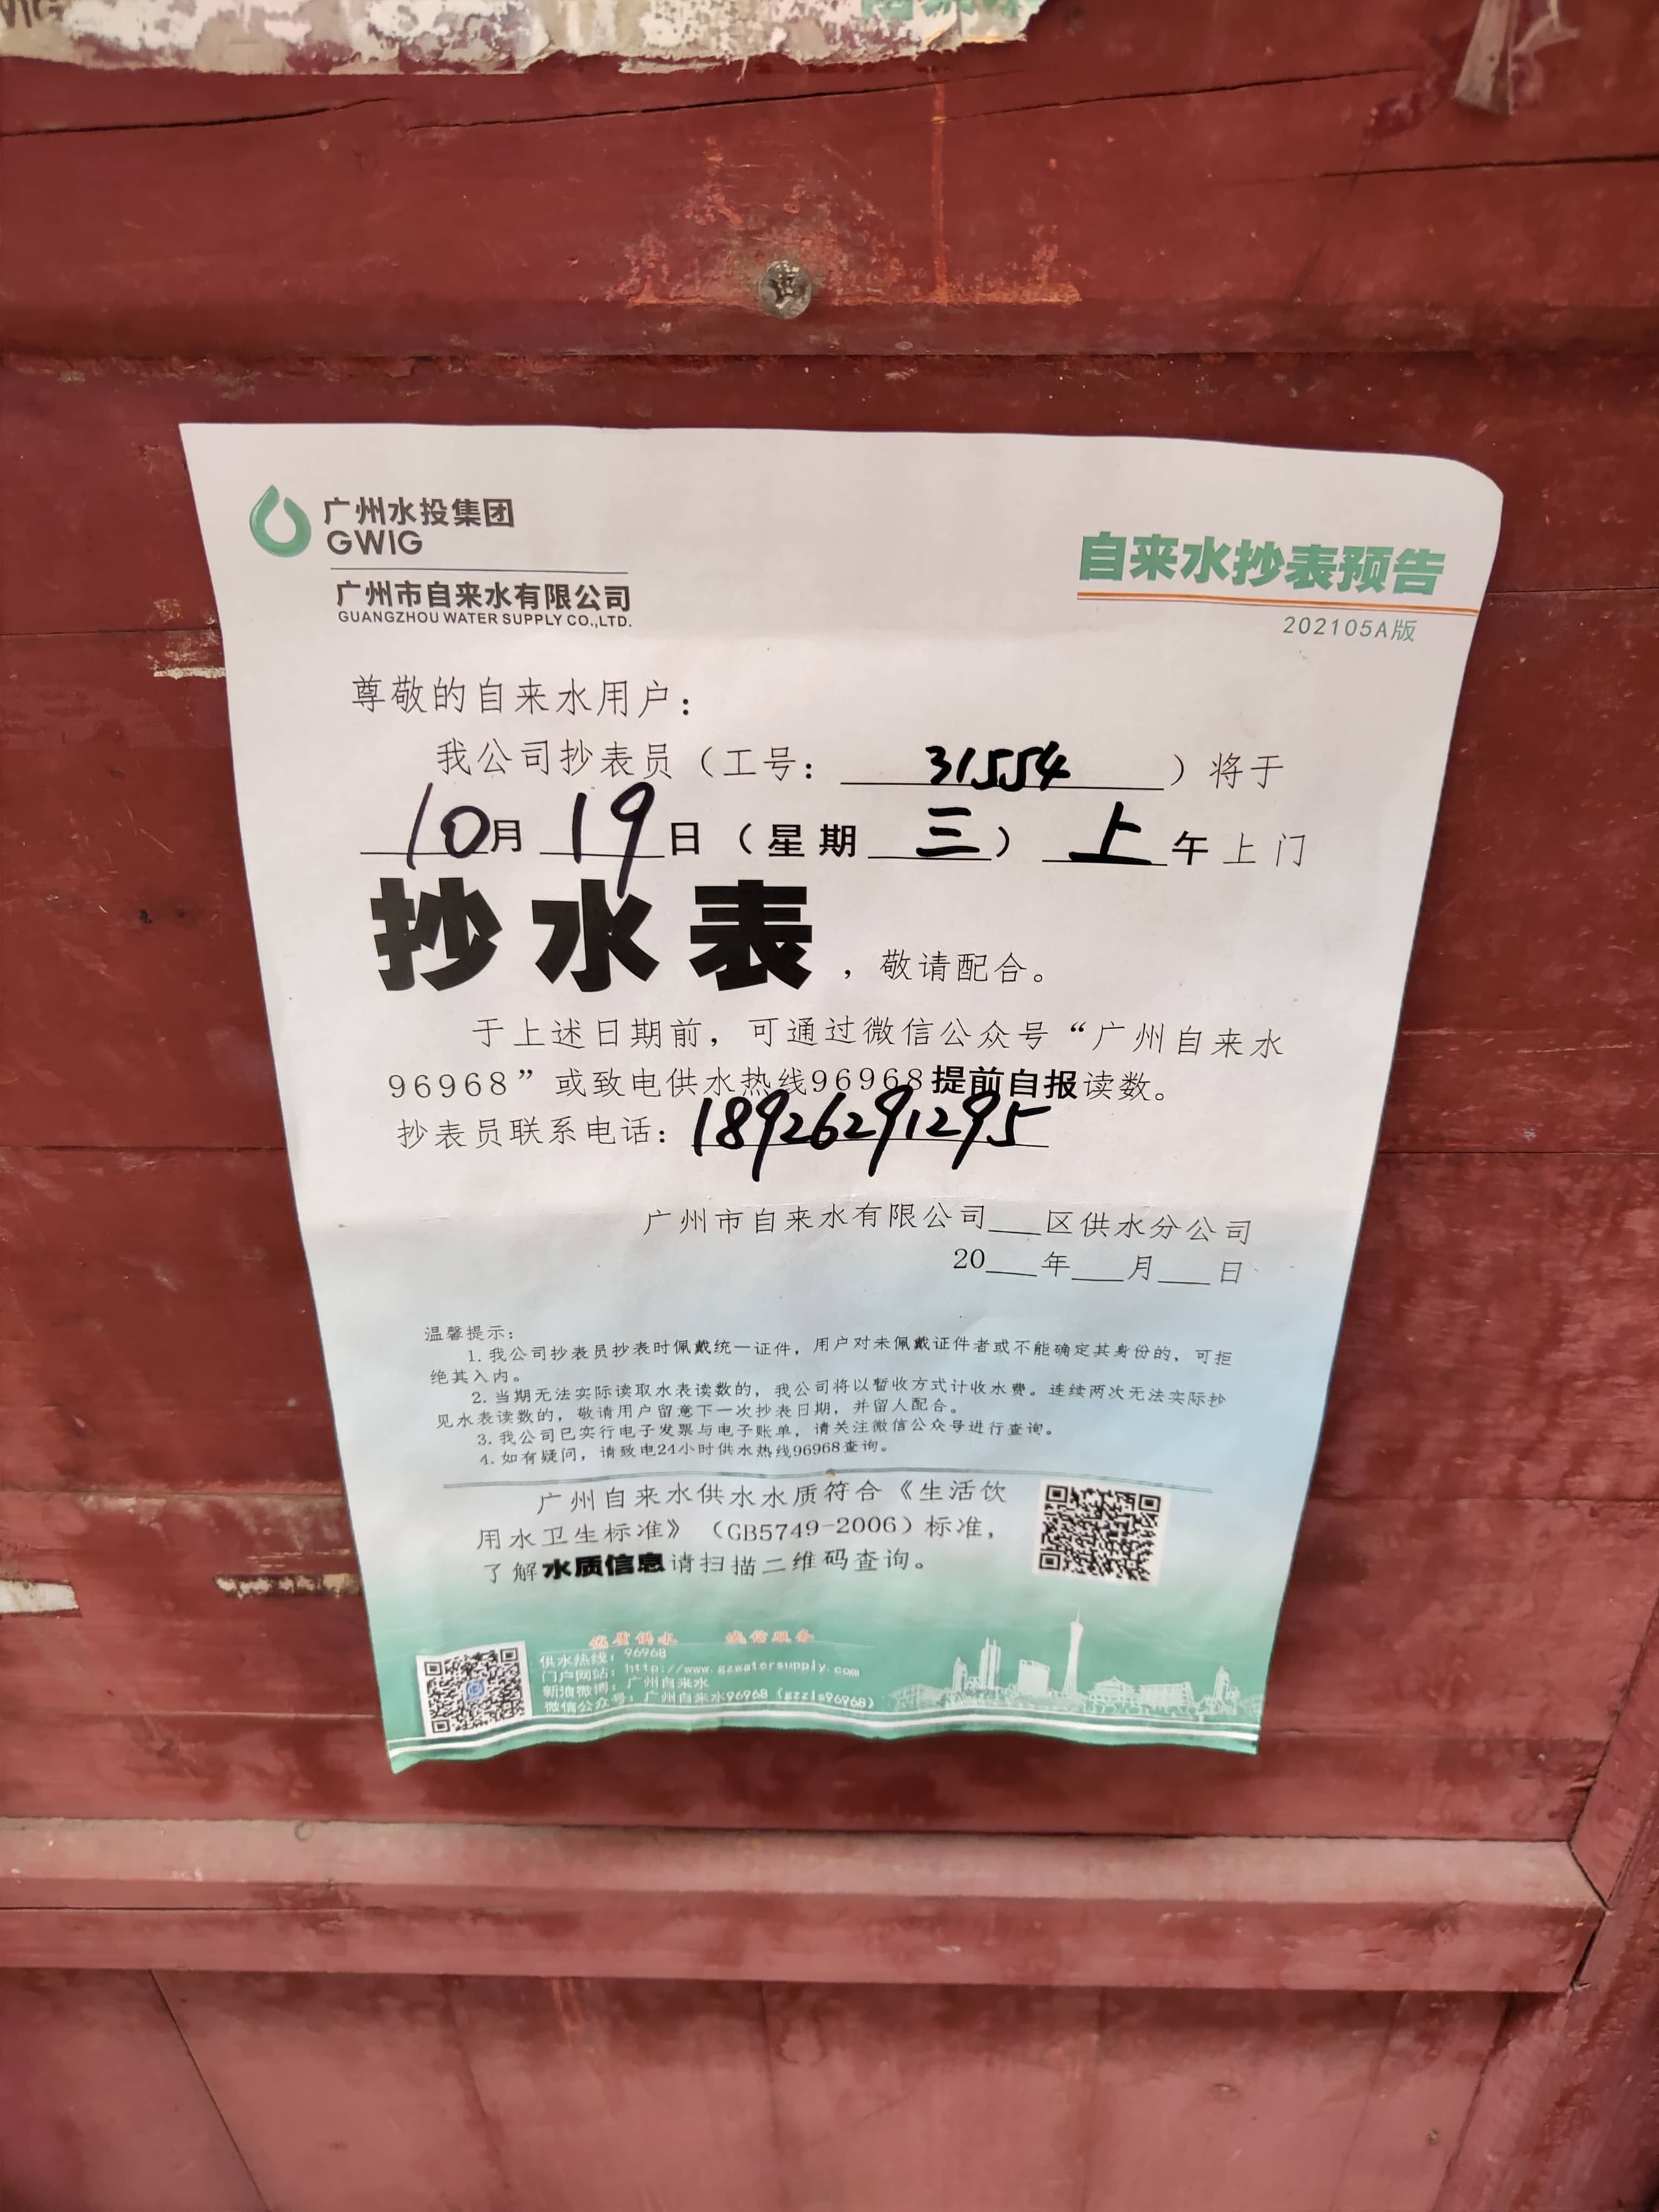 广州水投集团
GWIG
广州市自来水有限公司
GUANGZHOU WATER SUPPLY CO.,LTD.
自来水抄表预告
202105A版
尊敬的自来水用户：
我公司抄表员（工号：31554）将于
10月19日（星期三）上午上门
抄水表，敬请配合。
于上述日期前，可通过微信公众号“广州自来水
96968”或致电供水热线96968提前自报读数。
抄表员联系电话：18926291295
广州市自来水有限公司___区供水分公司
20___年___月___日
温馨提示：
1. 我公司抄表员抄表时佩戴统一证件，用户对未佩戴证件者或不能确定其身份的，可拒
绝其入内。
2. 当期无法实际读取水表读数的，我公司将以暂收方式计收水费。连续两次无法实际抄
见水表读数的，敬请用户留意下一次抄表日期，并留人配合。
3. 我公司已实行电子发票与电子账单，请关注微信公众号进行查询。
4. 如有疑问，请致电24小时供水热线96968查询。
广州自来水供水水质符合《生活饮
用水卫生标准》（GB5749-2006）标准，
了解水质信息请扫描二维码查询。
优质供水 诚信服务
供水热线：96968
门户网站：http://www.gzwatersupply.com
新浪微博：广州自来水
微信公众号：广州自来水96968（gzzls96968）